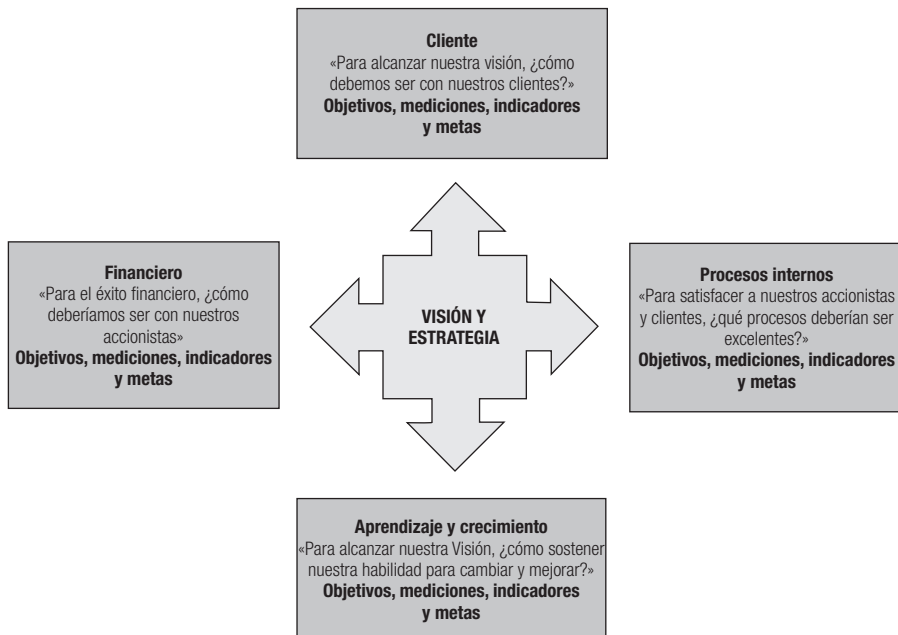 Cliente
«Para alcanzar nuestra visión, ¿cómo
debemos ser con nuestros clientes?»
Objetivos, mediciones, indicadores
y metas
Financiero
«Para el éxito financiero, ¿cómo
deberíamos ser con nuestros
accionistas»
Objetivos, mediciones, indicadores
y metas
VISIÓN Y
ESTRATEGIA
Procesos internos
«Para satisfacer a nuestros accionistas
y clientes, ¿qué procesos deberían ser
excelentes?»
Objetivos, mediciones, indicadores
y metas
Aprendizaje y crecimiento
«Para alcanzar nuestra Visión, ¿cómo sostener
nuestra habilidad para cambiar y mejorar?»
Objetivos, mediciones, indicadores
y metas